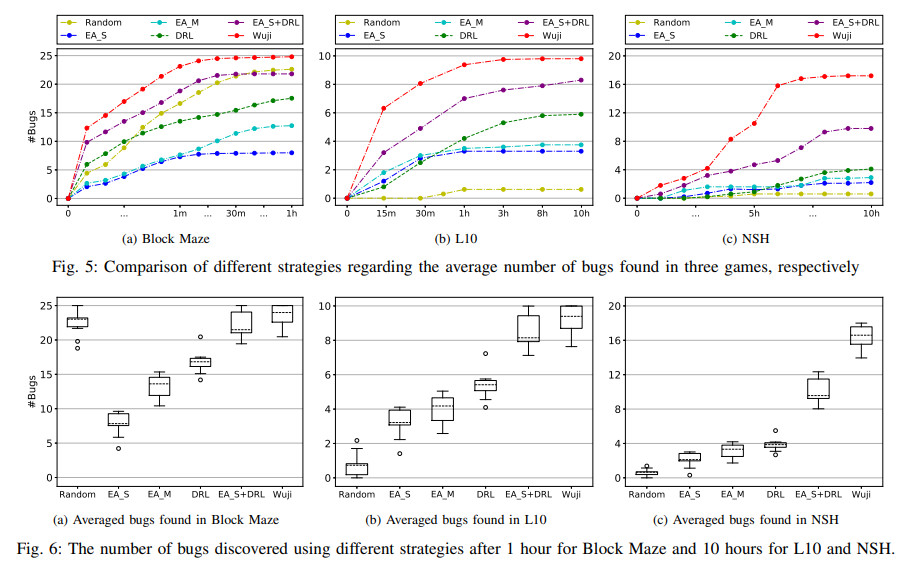 Random EA_M EA_S+DRL
EA_S DRL Wuji
25
20
15
10
5
0
#Bugs
0 ... 1m ... 30m ... 1h
(a) Block Maze
Random EA_M EA_S+DRL
EA_S DRL Wuji
10
8
6
4
2
0
0 15m 30m 1h 3h 8h 10h
(b) L10
Random EA_M EA_S+DRL
EA_S DRL Wuji
20
16
12
8
4
0
0 ... 5h ... 10h
(c) NSH
Fig. 5: Comparison of different strategies regarding the average number of bugs found in three games, respectively
25
20
15
10
5
0
#Bugs
Random EA_S EA_M DRL EA_S+DRL Wuji
(a) Averaged bugs found in Block Maze
10
8
6
4
2
0
Random EA_S EA_M DRL EA_S+DRL Wuji
(b) Averaged bugs found in L10
20
16
12
8
4
0
Random EA_S EA_M DRL EA_S+DRL Wuji
(c) Averaged bugs found in NSH
Fig. 6: The number of bugs discovered using different strategies after 1 hour for Block Maze and 10 hours for L10 and NSH.